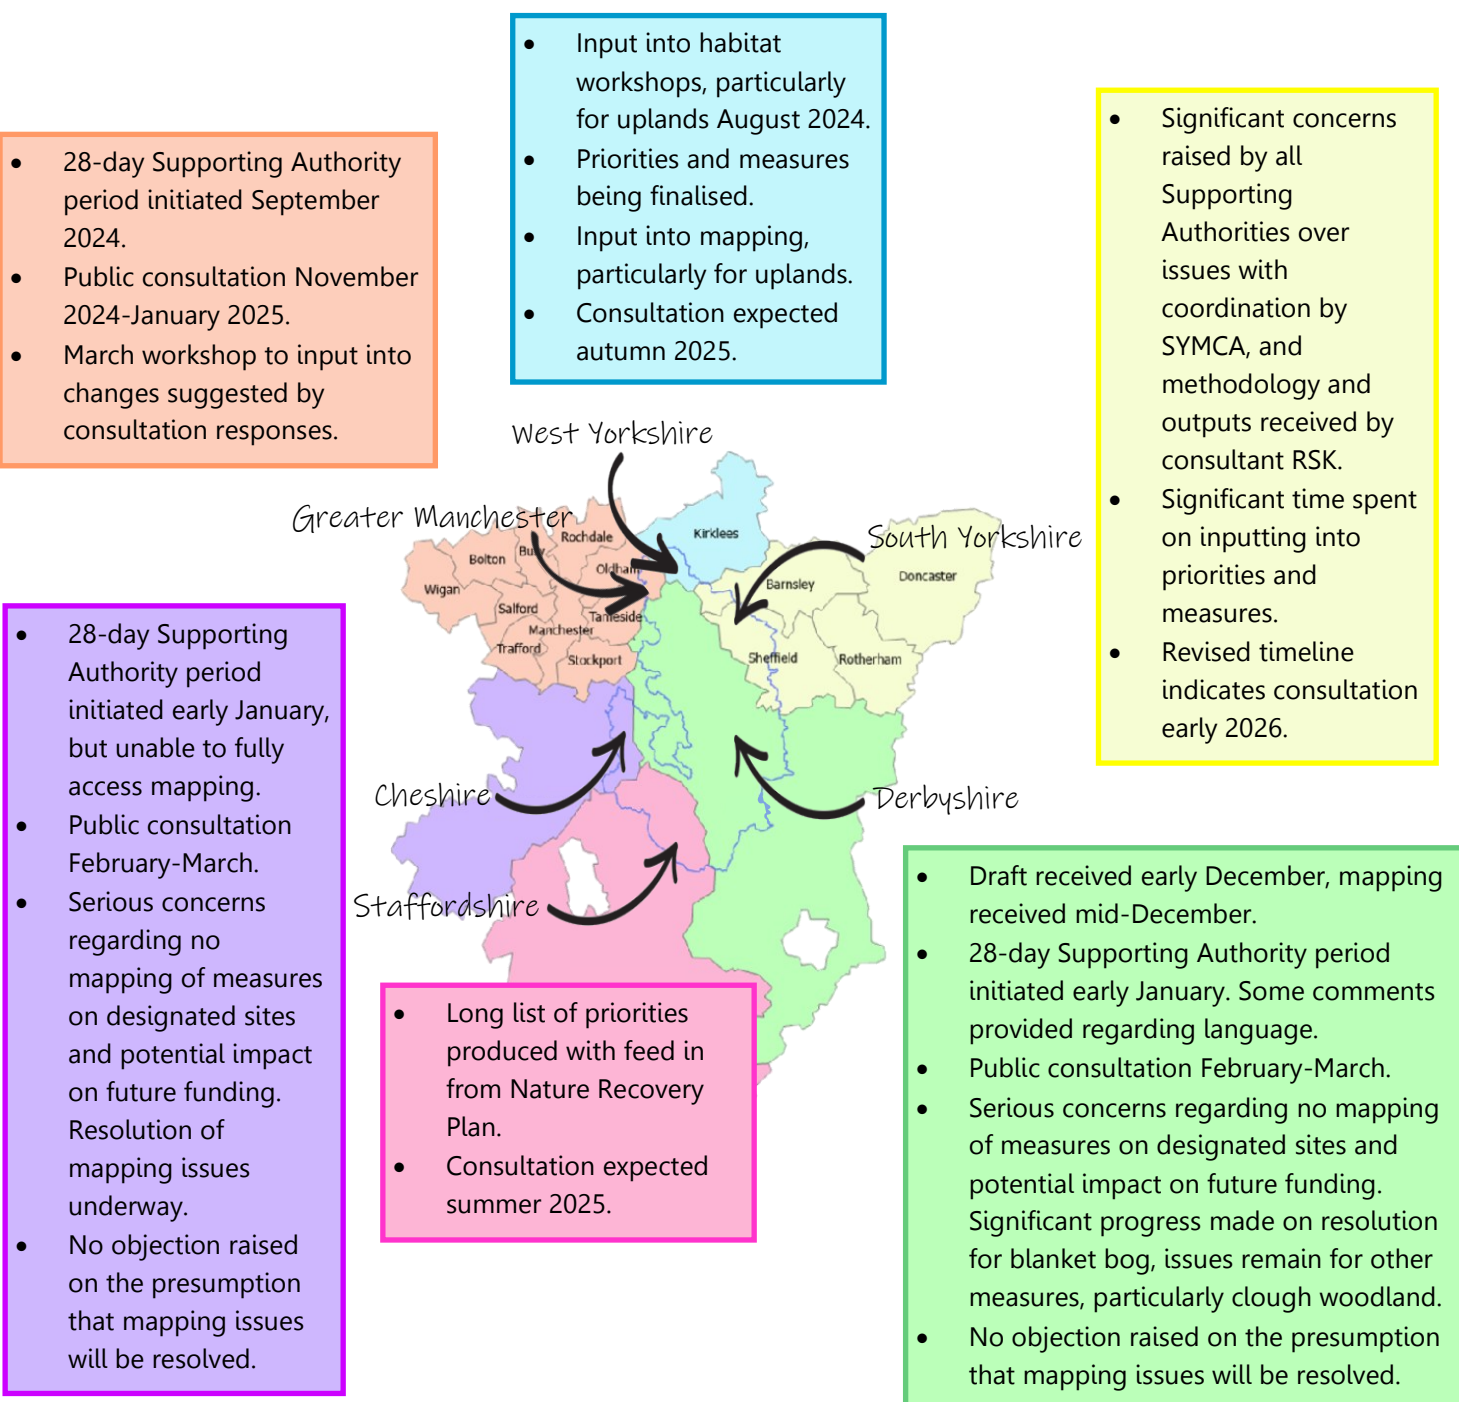 • Input into habitat
workshops, particularly
for uplands August 2024.
• Priorities and measures
being finalised.
• Input into mapping,
particularly for uplands.
• Consultation expected
autumn 2025.
• 28-day Supporting Authority
period initiated September
2024.
• Public consultation November
2024-January 2025.
• March workshop to input into
changes suggested by
consultation responses.
• Significant concerns
raised by all
Supporting
Authorities over
issues with
coordination by
SYMCA, and
methodology and
outputs received by
consultant RSK.
• Significant time spent
on inputting into
priorities and
measures.
• Revised timeline
indicates consultation
early 2026.
West Yorkshire
Greater Manchester
South Yorkshire
Kirklees
Rochdale
Bury
Bolton
Oldham
Wigan
Salford
Tameside
Manchester
Trafford
Stockport
Barnsley
Doncaster
Sheffield
Rotherham
Cheshire
Derbyshire
Staffordshire
• 28-day Supporting
Authority period
initiated early January,
but unable to fully
access mapping.
• Public consultation
February-March.
• Serious concerns
regarding no
mapping of measures
on designated sites
and potential impact
on future funding.
Resolution of
mapping issues
underway.
• No objection raised
on the presumption
that mapping issues
will be resolved.
• Long list of priorities
produced with feed in
from Nature Recovery
Plan.
• Consultation expected
summer 2025.
• Draft received early December, mapping
received mid-December.
• 28-day Supporting Authority period
initiated early January. Some comments
provided regarding language.
• Public consultation February-March.
• Serious concerns regarding no mapping
of measures on designated sites and
potential impact on future funding.
Significant progress made on resolution
for blanket bog, issues remain for other
measures, particularly clough woodland.
• No objection raised on the presumption
that mapping issues will be resolved.